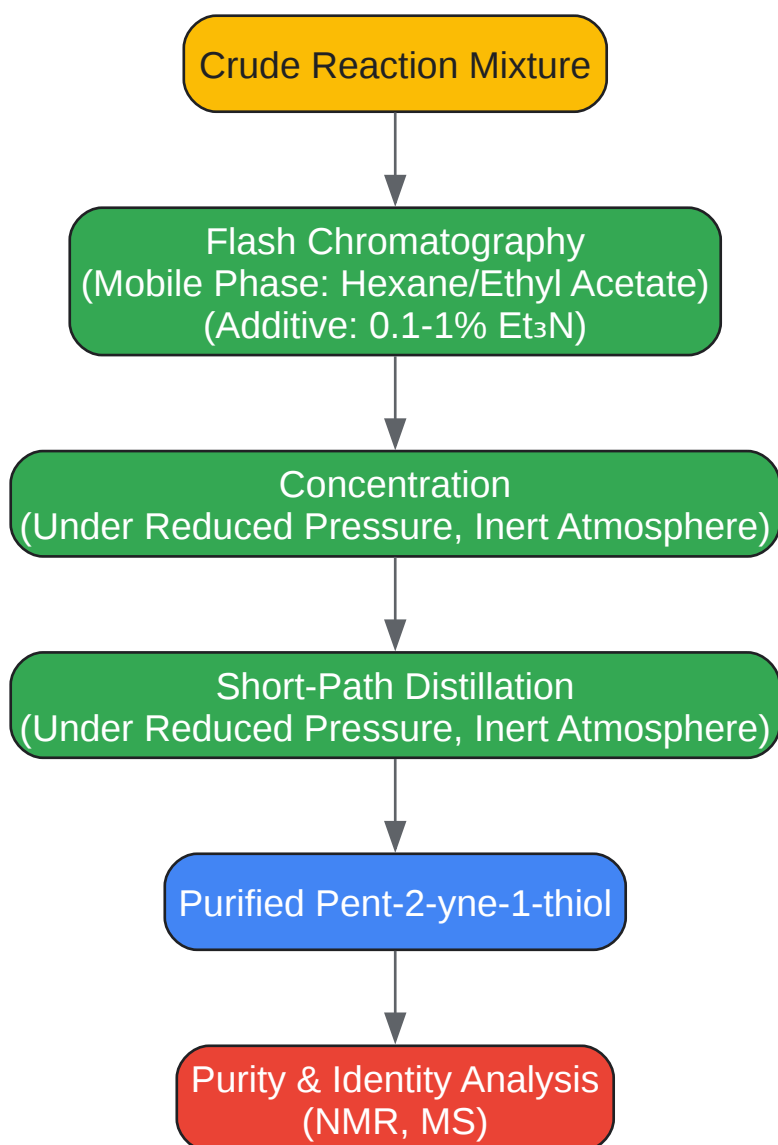 Crude Reaction Mixture
Flash Chromatography
(Mobile Phase: Hexane/Ethyl Acetate)
(Additive: 0.1-1% Et₃N)
Concentration
(Under Reduced Pressure, Inert Atmosphere)
Short-Path Distillation
(Under Reduced Pressure, Inert Atmosphere)
Purified Pent-2-yne-1-thiol
Purity & Identity Analysis
(NMR, MS)